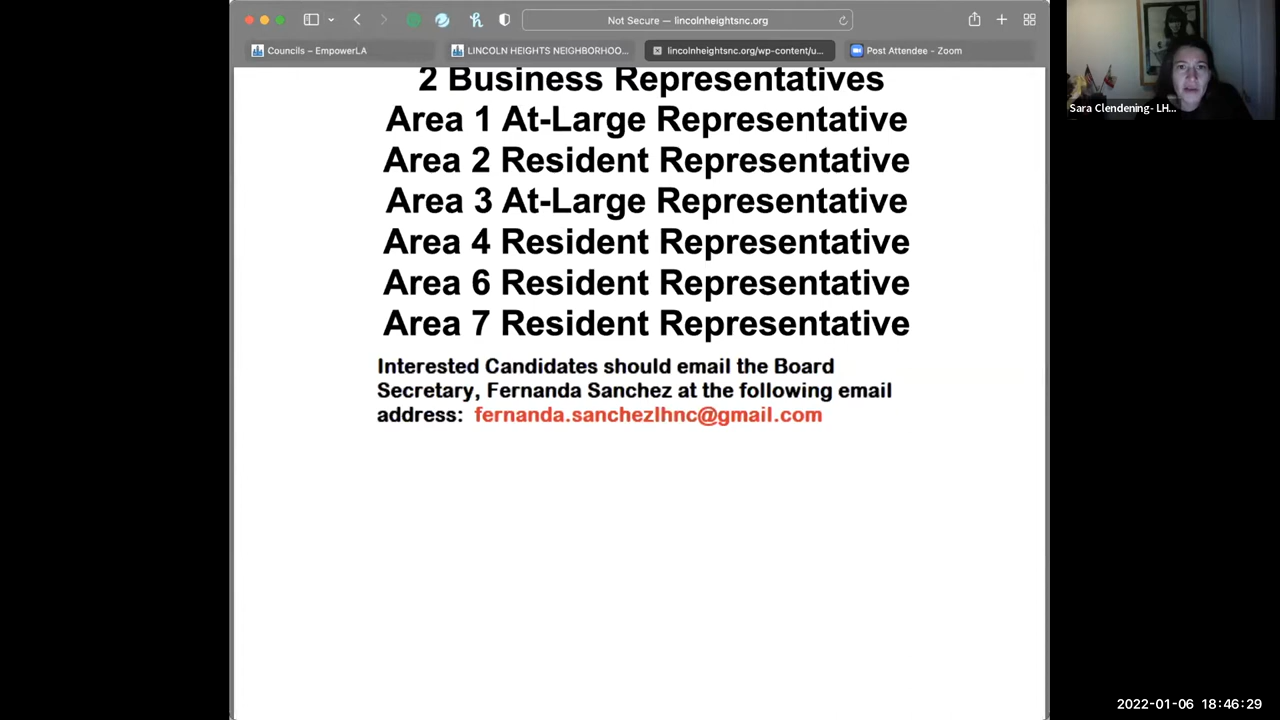 Not Secure — lincolnheightsnc.org
Councils – EmpowerLA
LINCOLN HEIGHTS NEIGHBORHOO...
lincolnheightsnc.org/wp-content/u...
Post Attendee - Zoom
2 Business Representatives
Area 1 At-Large Representative
Area 2 Resident Representative
Area 3 At-Large Representative
Area 4 Resident Representative
Area 6 Resident Representative
Area 7 Resident Representative
Interested Candidates should email the Board
Secretary, Fernanda Sanchez at the following email
address: fernanda.sanchezlhnc@gmail.com
Sara Clendening- LH...
2022-01-06 18:46:29